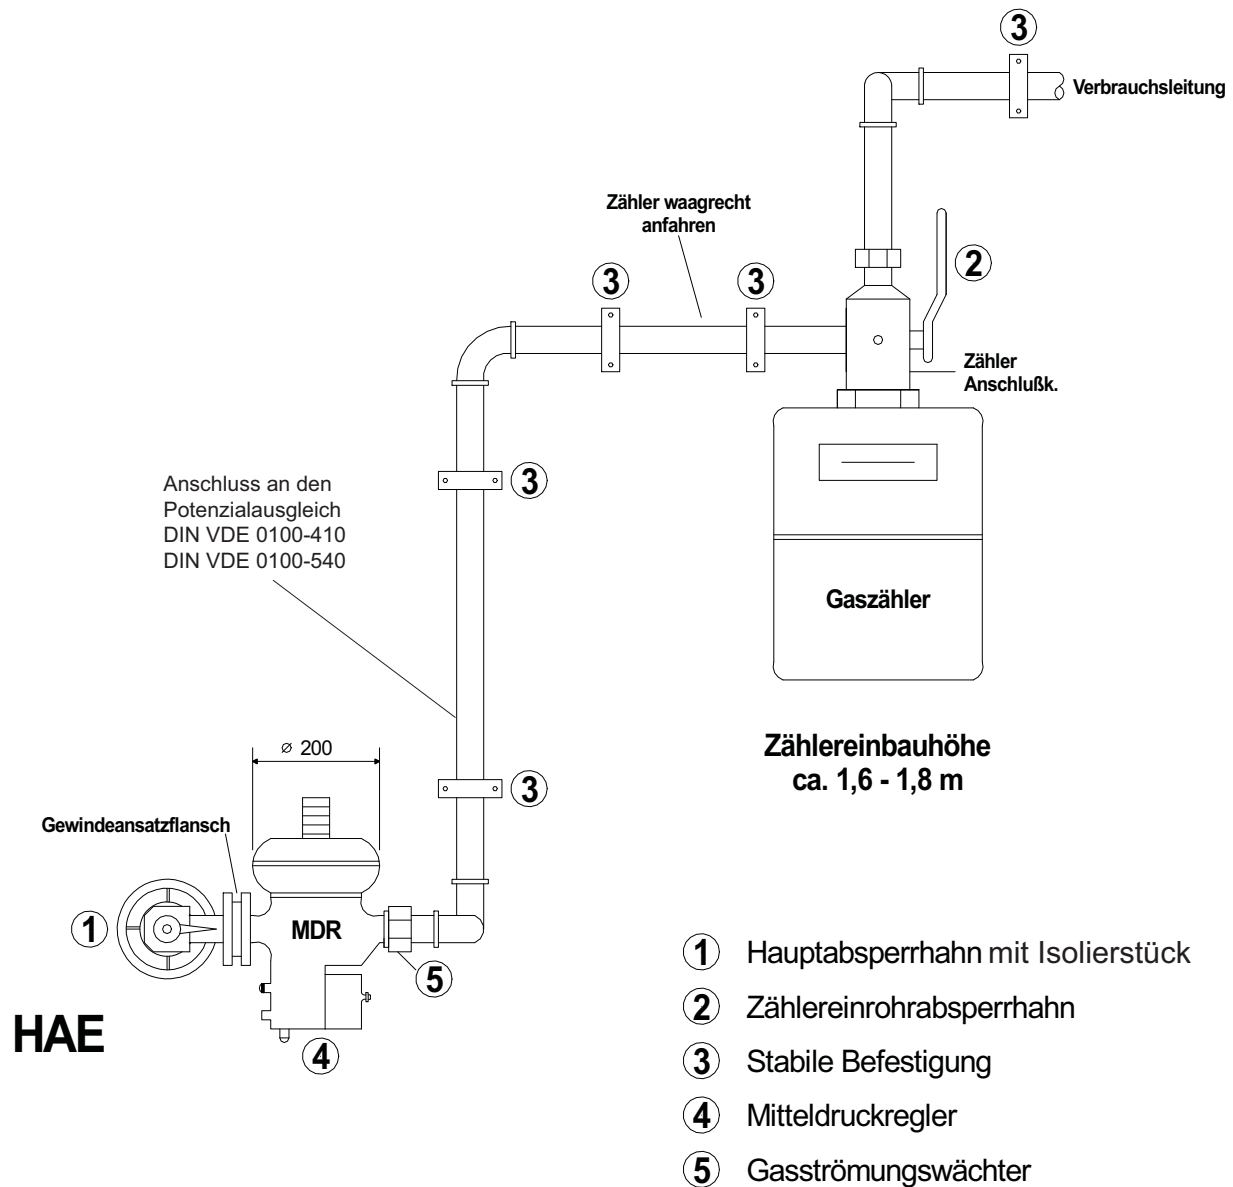 3
Verbrauchsleitung
Zähler waagrecht
anfahren
2
3
3
Zähler
Anschlußk.
3
Anschluss an den
Potenzialausgleich
DIN VDE 0100-410
DIN VDE 0100-540
Gaszähler
⌀ 200
Zählereinbauhöhe
ca. 1,6 - 1,8 m
3
Gewindeansatzflansch
1
MDR
5
HAE
4
1 Hauptabsperrhahn mit Isolierstück
2 Zählereinrohrabsperrhahn
3 Stabile Befestigung
4 Mitteldruckregler
5 Gasströmungswächter